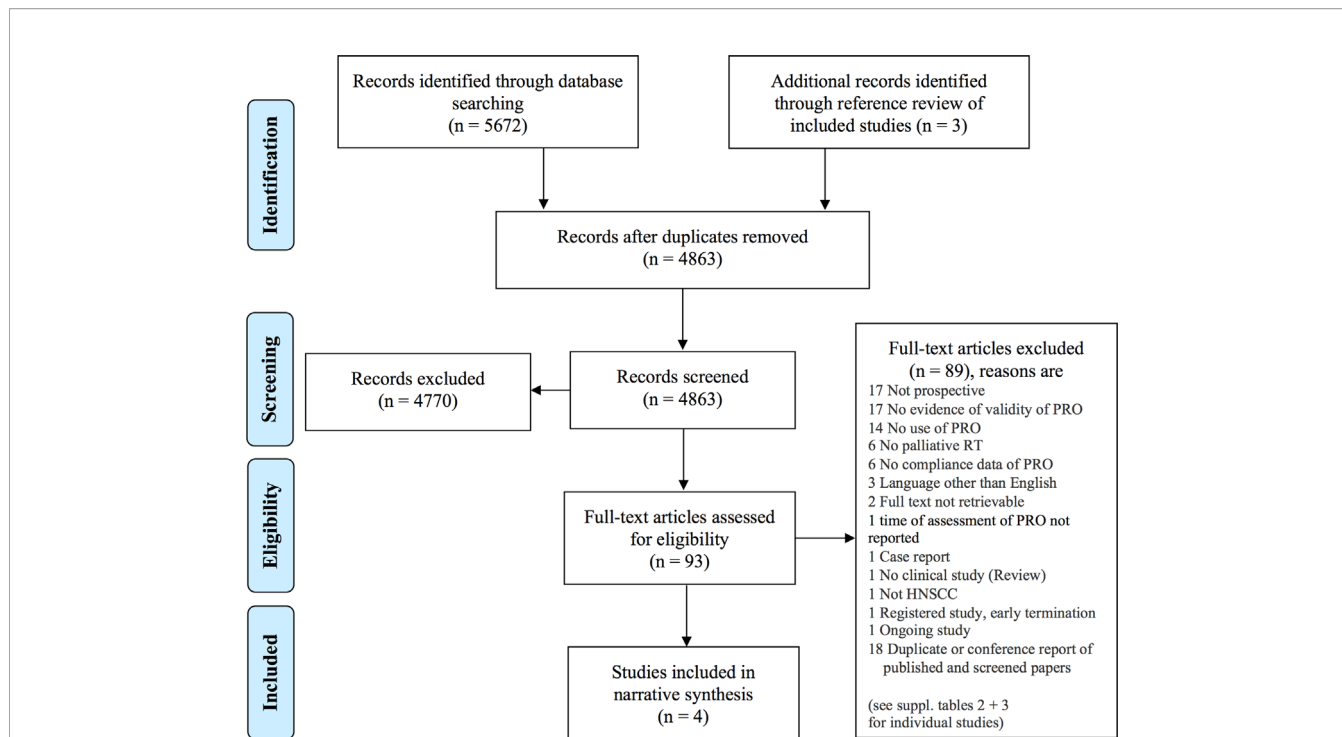 Identification
Records identified through database
searching
(n = 5672)
Additional records identified
through reference review of
included studies (n = 3)
Records after duplicates removed
(n = 4863)
Screening
Records excluded
(n = 4770)
Records screened
(n = 4863)
Eligibility
Full-text articles assessed
for eligibility
(n = 93)
Full-text articles excluded
(n = 89), reasons are
17 Not prospective
17 No evidence of validity of PRO
14 No use of PRO
6 No palliative RT
6 No compliance data of PRO
3 Language other than English
2 Full text not retrievable
1 time of assessment of PRO not
reported
1 Case report
1 No clinical study (Review)
1 Not HNSCC
1 Registered study, early termination
1 Ongoing study
18 Duplicate or conference report of
published and screened papers
(see suppl. tables 2 + 3
for individual studies)
Included
Studies included in
narrative synthesis
(n = 4)